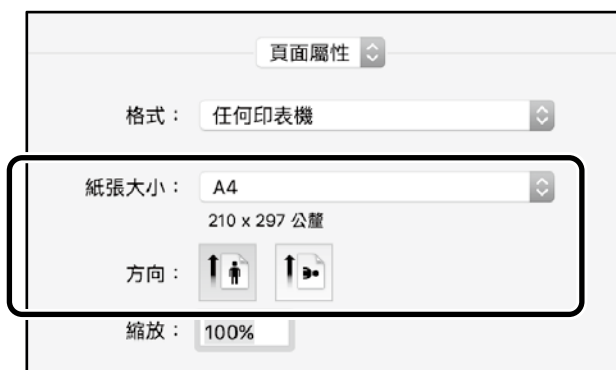 頁面屬性
格式： 任何印表機
紙張大小： A4
210 x 297 公釐
方向：
縮放： 100%